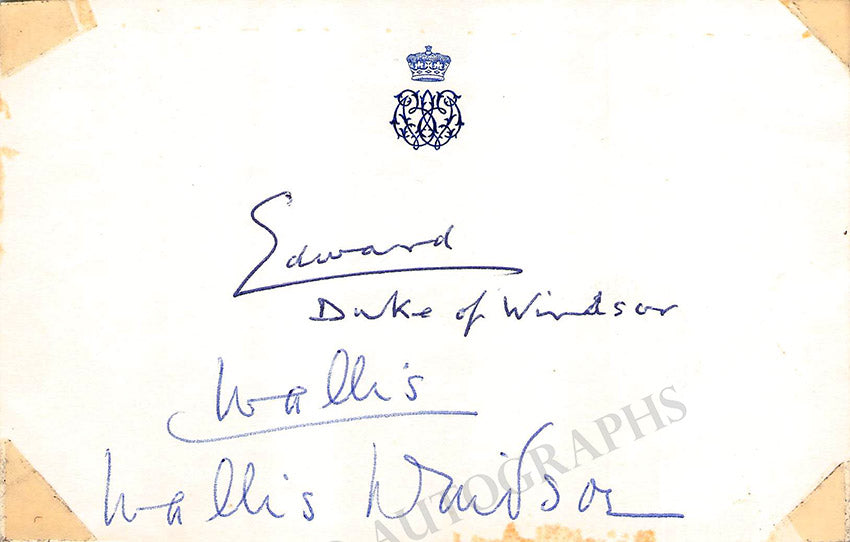 Edward
Duke of Windsor
Wallis
Wallis Windsor
AUTOGRAPHS